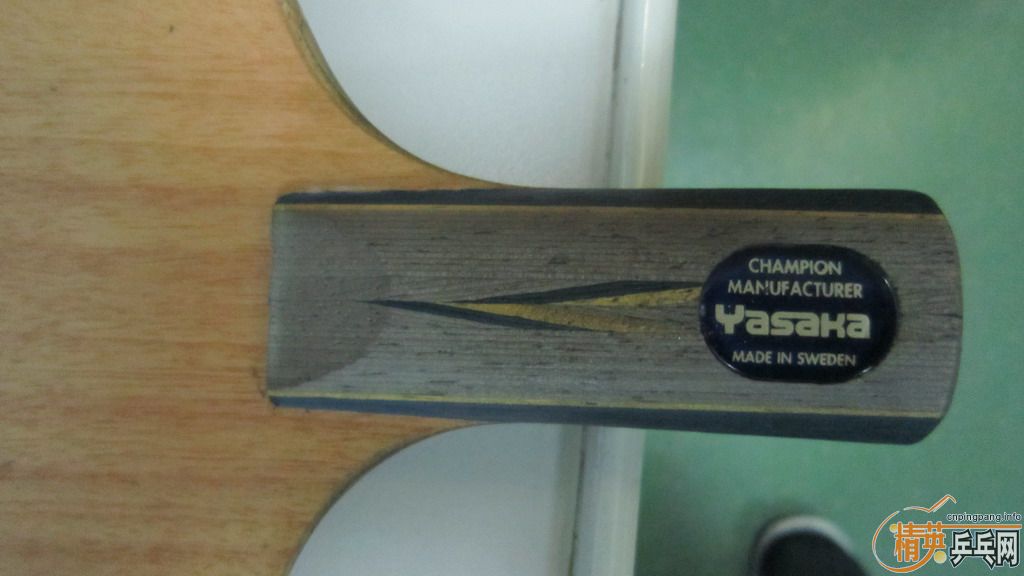 CHAMPION
MANUFACTURER
Yasaka
MADE IN SWEDEN
cnpingpang.info
精英乒乓网